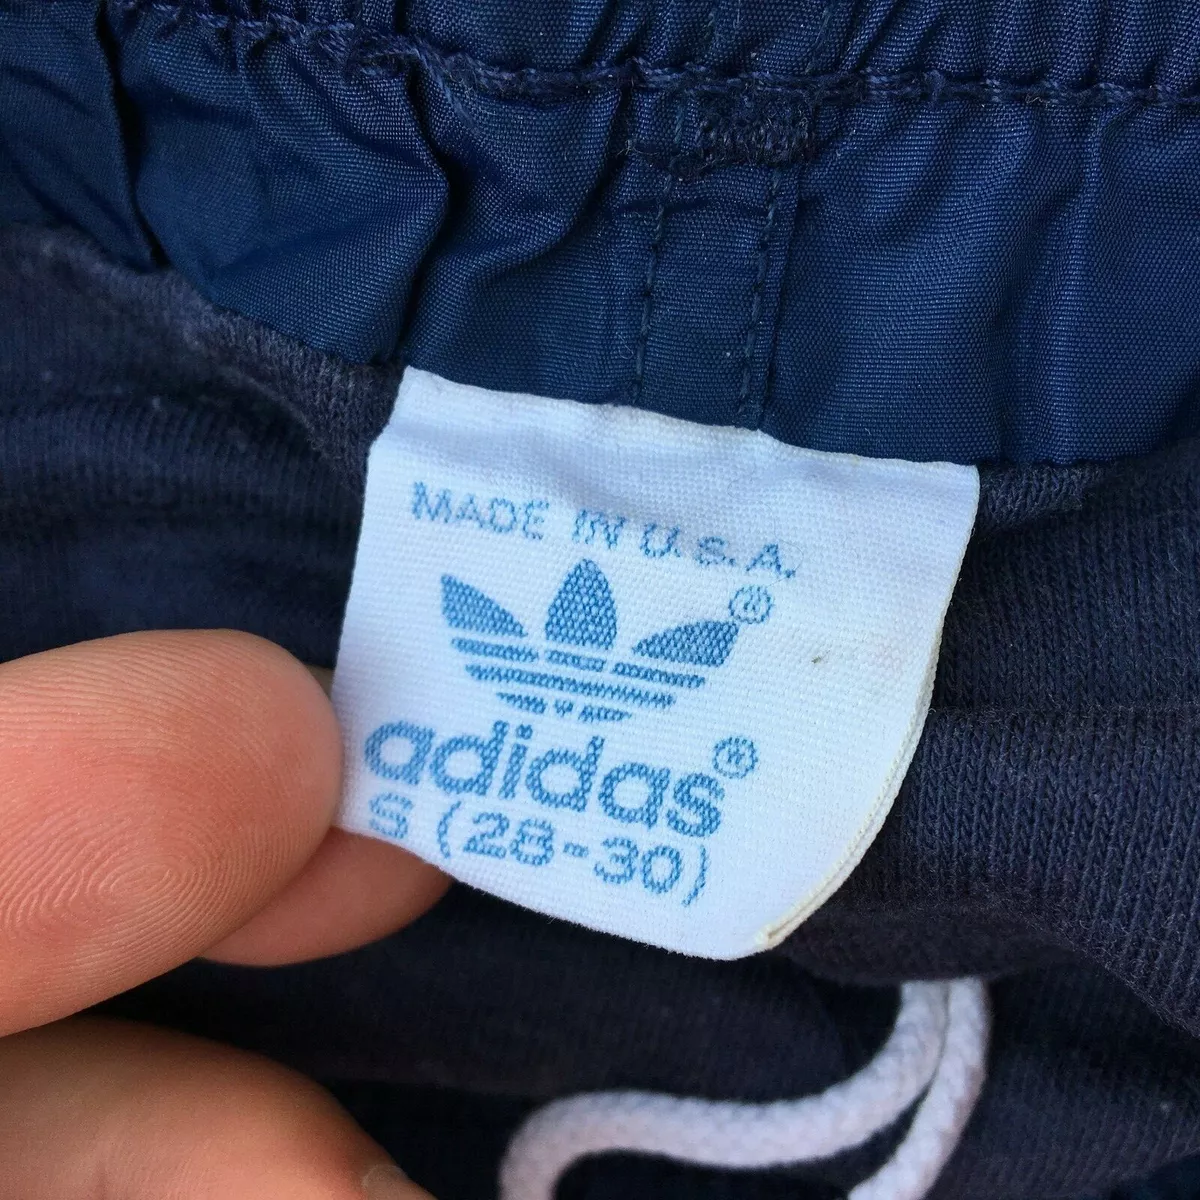 MADE IN U.S.A.
®
adidas®
S (28-30)